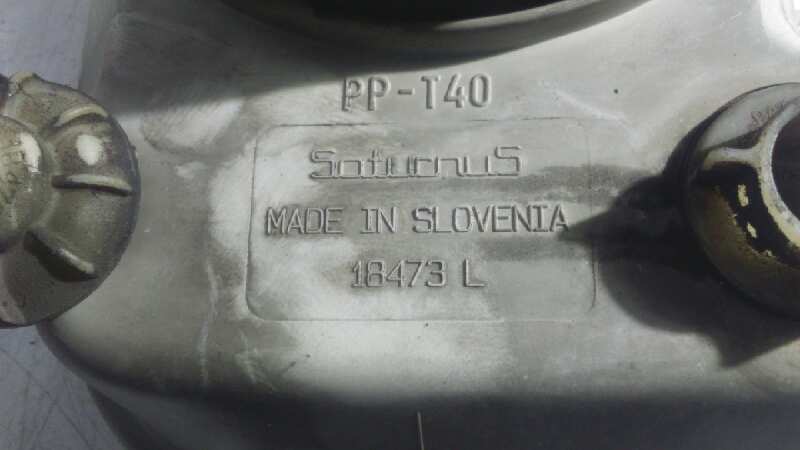 PP-T40
Saturnus
MADE IN SLOVENIA
18473 L